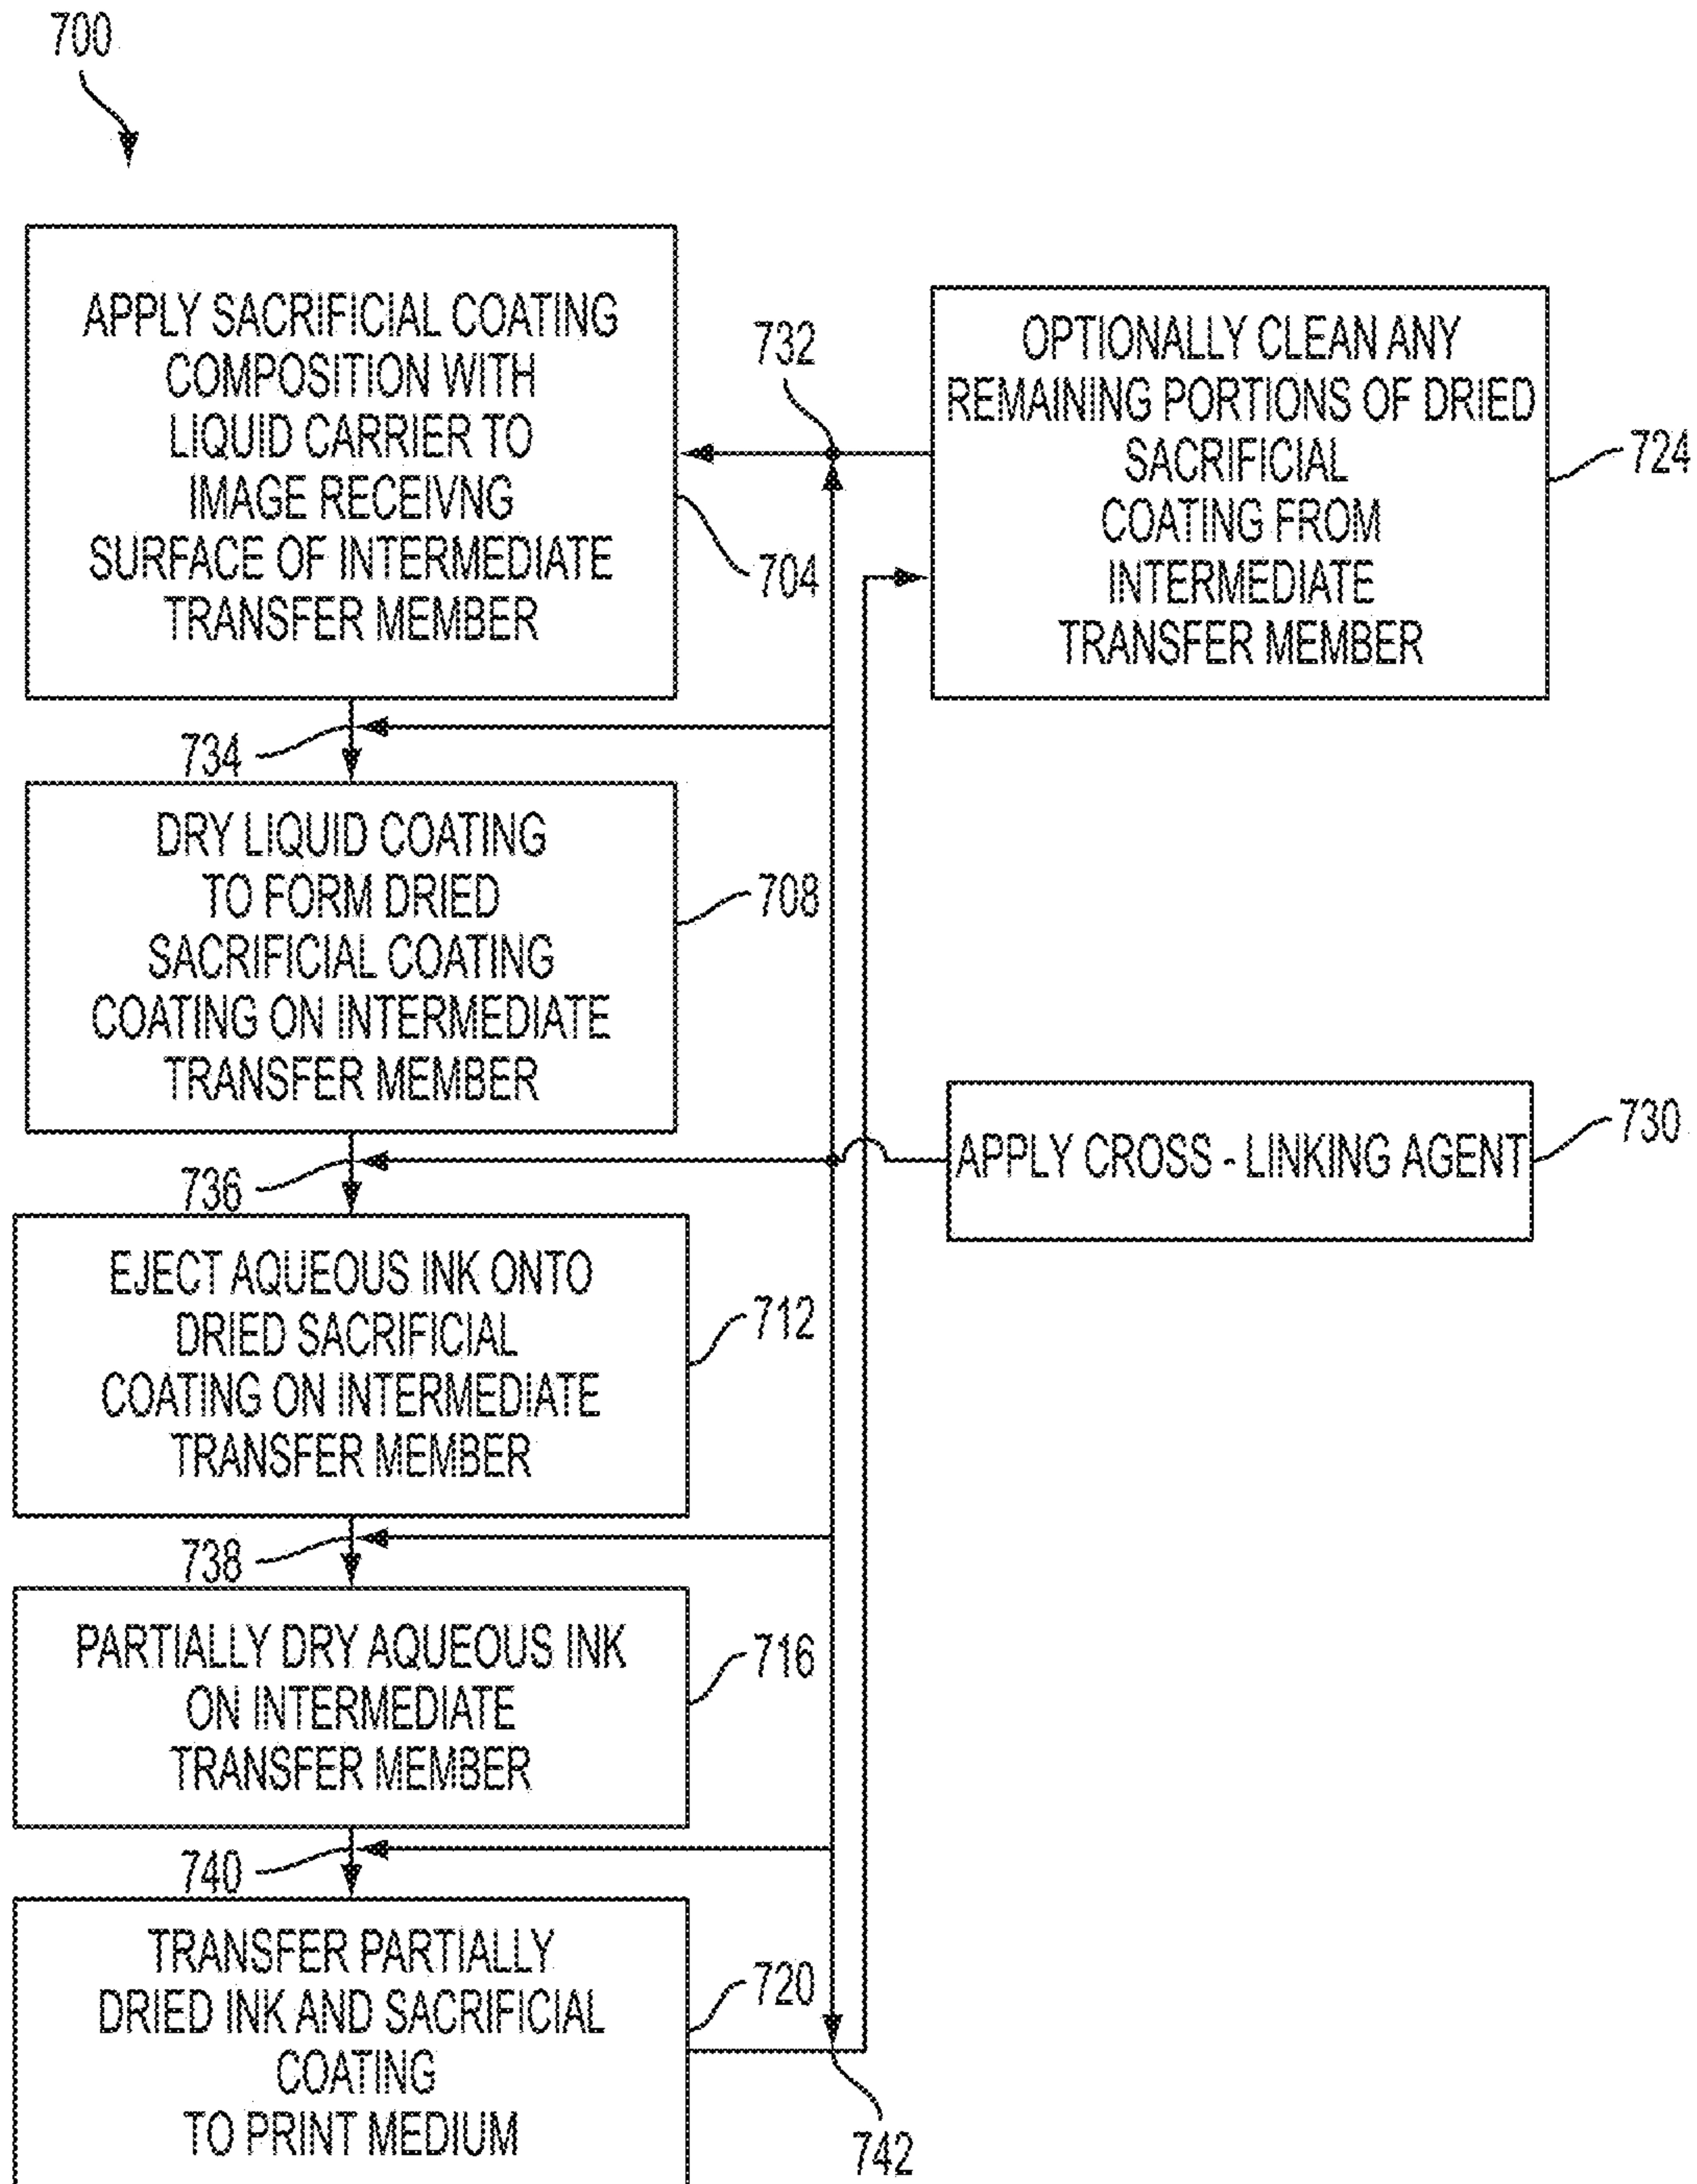 700
APPLY SACRIFICIAL COATING
COMPOSITION WITH
LIQUID CARRIER TO
IMAGE RECEIVNG
SURFACE OF INTERMEDIATE
TRANSFER MEMBER
704
732
OPTIONALLY CLEAN ANY
REMAINING PORTIONS OF DRIED
SACRIFICIAL
COATING FROM
INTERMEDIATE
TRANSFER MEMBER
724
734
DRY LIQUID COATING
TO FORM DRIED
SACRIFICIAL COATING
COATING ON INTERMEDIATE
TRANSFER MEMBER
708
736
APPLY CROSS - LINKING AGENT
730
EJECT AQUEOUS INK ONTO
DRIED SACRIFICIAL
COATING ON INTERMEDIATE
TRANSFER MEMBER
712
738
PARTIALLY DRY AQUEOUS INK
ON INTERMEDIATE
TRANSFER MEMBER
716
740
TRANSFER PARTIALLY
DRIED INK AND SACRIFICIAL
COATING
TO PRINT MEDIUM
720
742